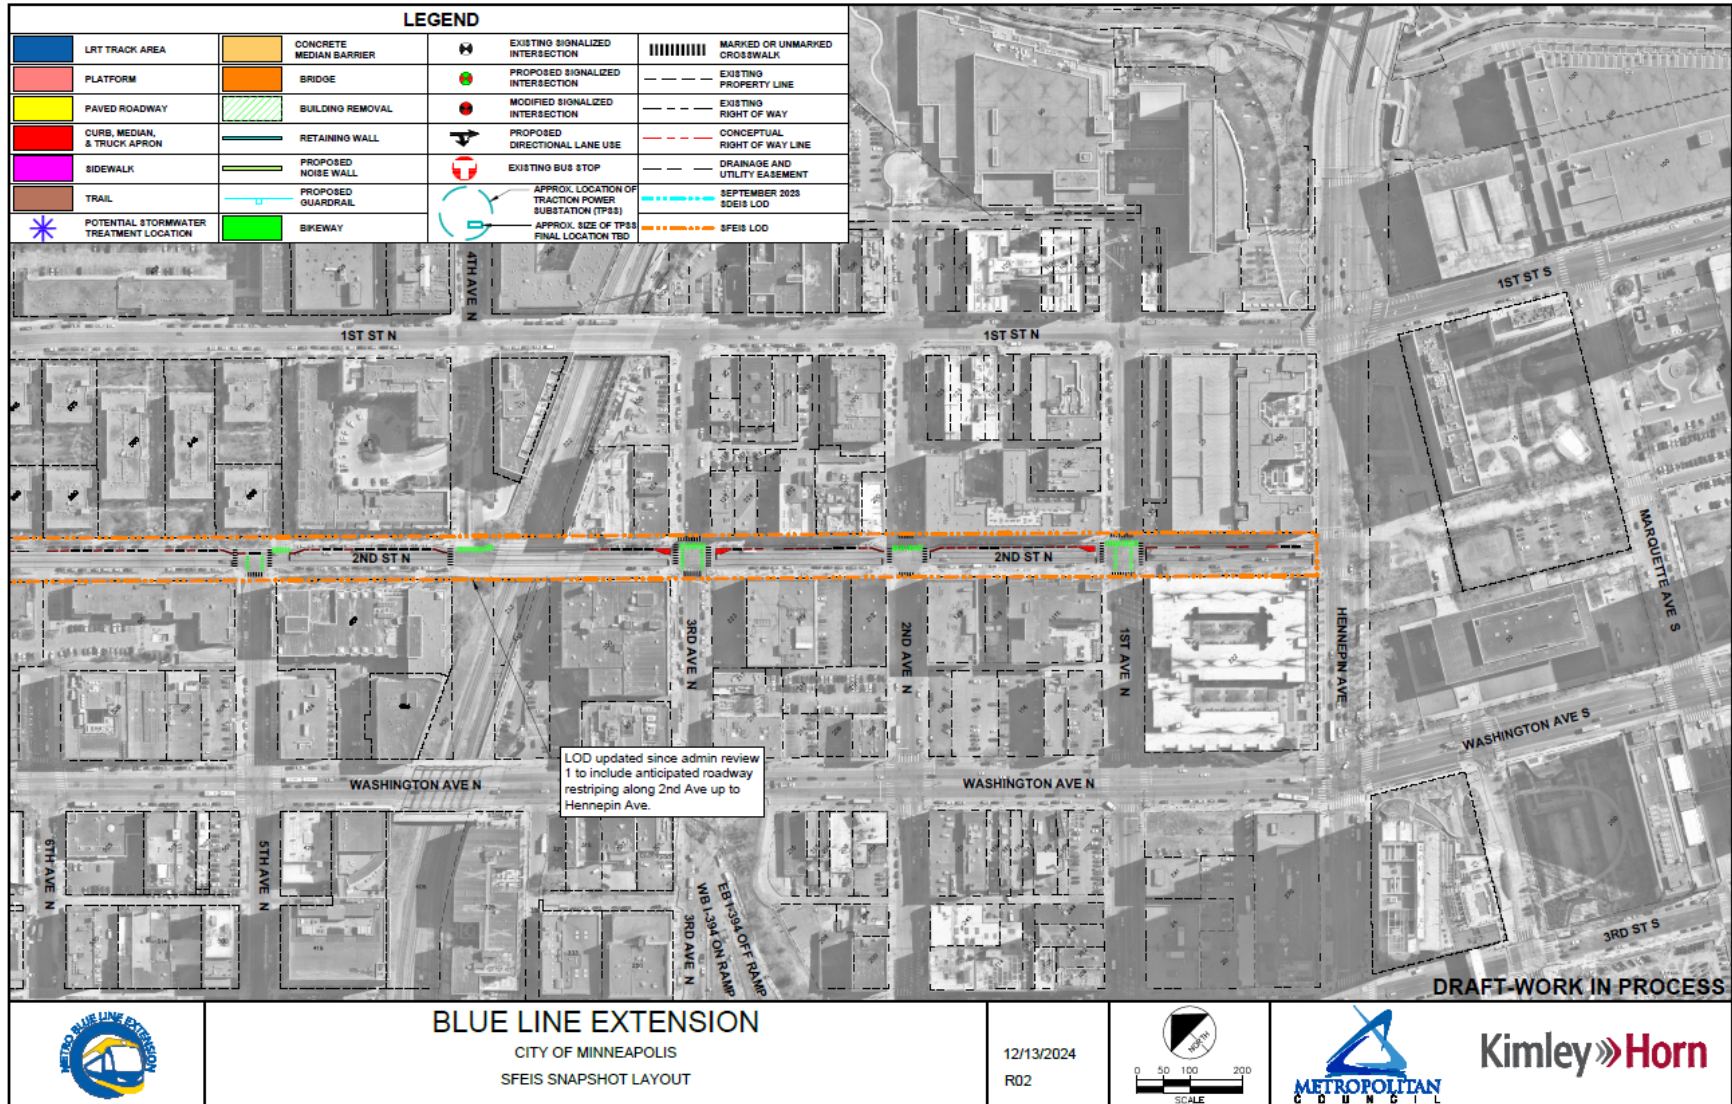 LEGEND
LRT TRACK AREA
PLATFORM
PAVED ROADWAY
CURB, MEDIAN,
& TRUCK APRON
SIDEWALK
TRAIL
POTENTIAL STORMWATER
TREATMENT LOCATION
CONCRETE
MEDIAN BARRIER
BRIDGE
BUILDING REMOVAL
RETAINING WALL
PROPOSED
NOISE WALL
PROPOSED
GUARDRAIL
BIKEWAY
EXISTING SIGNALIZED
INTERSECTION
PROPOSED SIGNALIZED
INTERSECTION
MODIFIED SIGNALIZED
INTERSECTION
PROPOSED
DIRECTIONAL LANE USE
EXISTING BUS STOP
APPROX. LOCATION OF
TRACTION POWER
SUBSTATION (TPSS)
APPROX. SIZE OF TPSS
FINAL LOCATION TBD
MARKED OR UNMARKED
CROSSWALK
EXISTING
PROPERTY LINE
EXISTING
RIGHT OF WAY
CONCEPTUAL
RIGHT OF WAY LINE
DRAINAGE AND
UTILITY EASEMENT
SEPTEMBER 2023
SDEIS LOD
SFEIS LOD
4TH AVE N
1ST ST N
1ST ST N
1ST ST S
2ND ST N
2ND ST N
MARQUETTE AVE S
3RD AVE N
2ND AVE N
1ST AVE N
HENNEPIN AVE
WASHINGTON AVE S
LOD updated since admin review
1 to include anticipated roadway
restriping along 2nd Ave up to
Hennepin Ave.
WASHINGTON AVE N
WASHINGTON AVE N
6TH AVE N
5TH AVE N
3RD AVE N
WB I-394 ON RAMP
EB I-394 OFF RAMP
3RD ST S
DRAFT-WORK IN PROCESS
METRO BLUE LINE EXTENSION
BLUE LINE EXTENSION
CITY OF MINNEAPOLIS
SFEIS SNAPSHOT LAYOUT
12/13/2024
R02
NORTH
0 50 100 200
SCALE
METROPOLITAN
COUNCIL
Kimley»Horn